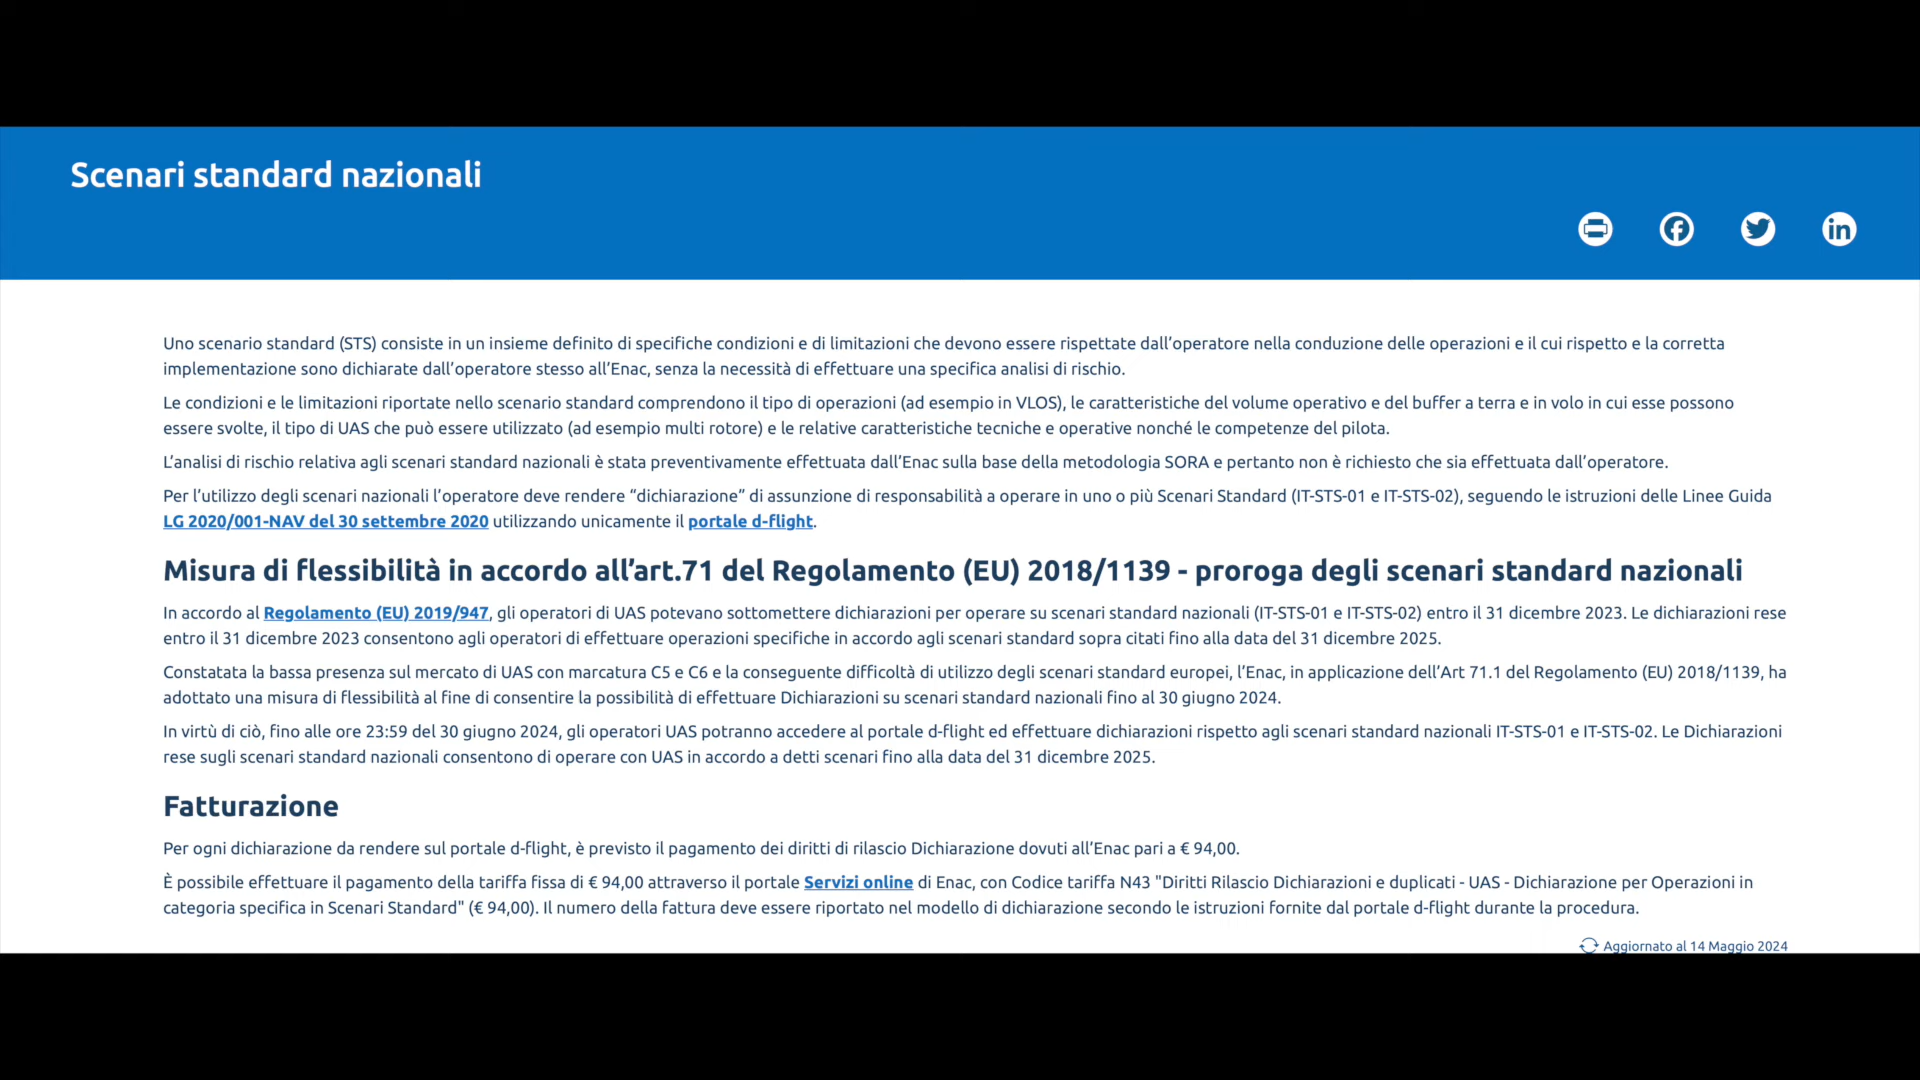 Scenari standard nazionali
Uno scenario standard (STS) consiste in un insieme definito di specifiche condizioni e di limitazioni che devono essere rispettate dall’operatore nella conduzione delle operazioni e il cui rispetto e la corretta
implementazione sono dichiarate dall’operatore stesso all’Enac, senza la necessità di effettuare una specifica analisi di rischio.
Le condizioni e le limitazioni riportate nello scenario standard comprendono il tipo di operazioni (ad esempio in VLOS), le caratteristiche del volume operativo e del buffer a terra e in volo in cui esse possono
essere svolte, il tipo di UAS che può essere utilizzato (ad esempio multi rotore) e le relative caratteristiche tecniche e operative nonché le competenze del pilota.
L’analisi di rischio relativa agli scenari standard nazionali è stata preventivamente effettuata dall’Enac sulla base della metodologia SORA e pertanto non è richiesto che sia effettuata dall’operatore.
Per l’utilizzo degli scenari nazionali l’operatore deve rendere “dichiarazione” di assunzione di responsabilità a operare in uno o più Scenari Standard (IT-STS-01 e IT-STS-02), seguendo le istruzioni delle Linee Guida
LG 2020/001-NAV del 30 settembre 2020 utilizzando unicamente il portale d-flight.
Misura di flessibilità in accordo all’art.71 del Regolamento (EU) 2018/1139 - proroga degli scenari standard nazionali
In accordo al Regolamento (EU) 2019/947, gli operatori di UAS potevano sottomettere dichiarazioni per operare su scenari standard nazionali (IT-STS-01 e IT-STS-02) entro il 31 dicembre 2023. Le dichiarazioni rese
entro il 31 dicembre 2023 consentono agli operatori di effettuare operazioni specifiche in accordo agli scenari standard sopra citati fino alla data del 31 dicembre 2025.
Constatata la bassa presenza sul mercato di UAS con marcatura C5 e C6 e la conseguente difficoltà di utilizzo degli scenari standard europei, l’Enac, in applicazione dell’Art 71.1 del Regolamento (EU) 2018/1139, ha
adottato una misura di flessibilità al fine di consentire la possibilità di effettuare Dichiarazioni su scenari standard nazionali fino al 30 giugno 2024.
In virtù di ciò, fino alle ore 23:59 del 30 giugno 2024, gli operatori UAS potranno accedere al portale d-flight ed effettuare dichiarazioni rispetto agli scenari standard nazionali IT-STS-01 e IT-STS-02. Le Dichiarazioni
rese sugli scenari standard nazionali consentono di operare con UAS in accordo a detti scenari fino alla data del 31 dicembre 2025.
Fatturazione
Per ogni dichiarazione da rendere sul portale d-flight, è previsto il pagamento dei diritti di rilascio Dichiarazione dovuti all’Enac pari a € 94,00.
È possibile effettuare il pagamento della tariffa fissa di € 94,00 attraverso il portale Servizi online di Enac, con Codice tariffa N43 "Diritti Rilascio Dichiarazioni e duplicati - UAS - Dichiarazione per Operazioni in
categoria specifica in Scenari Standard" (€ 94,00). Il numero della fattura deve essere riportato nel modello di dichiarazione secondo le istruzioni fornite dal portale d-flight durante la procedura.
Aggiornato al 14 Maggio 2024